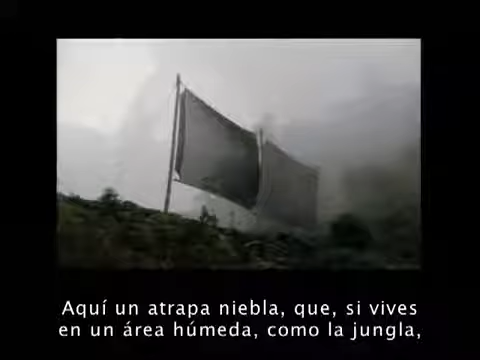 Aquí un atrapa niebla, que, si vives
en un área húmeda, como la jungla,